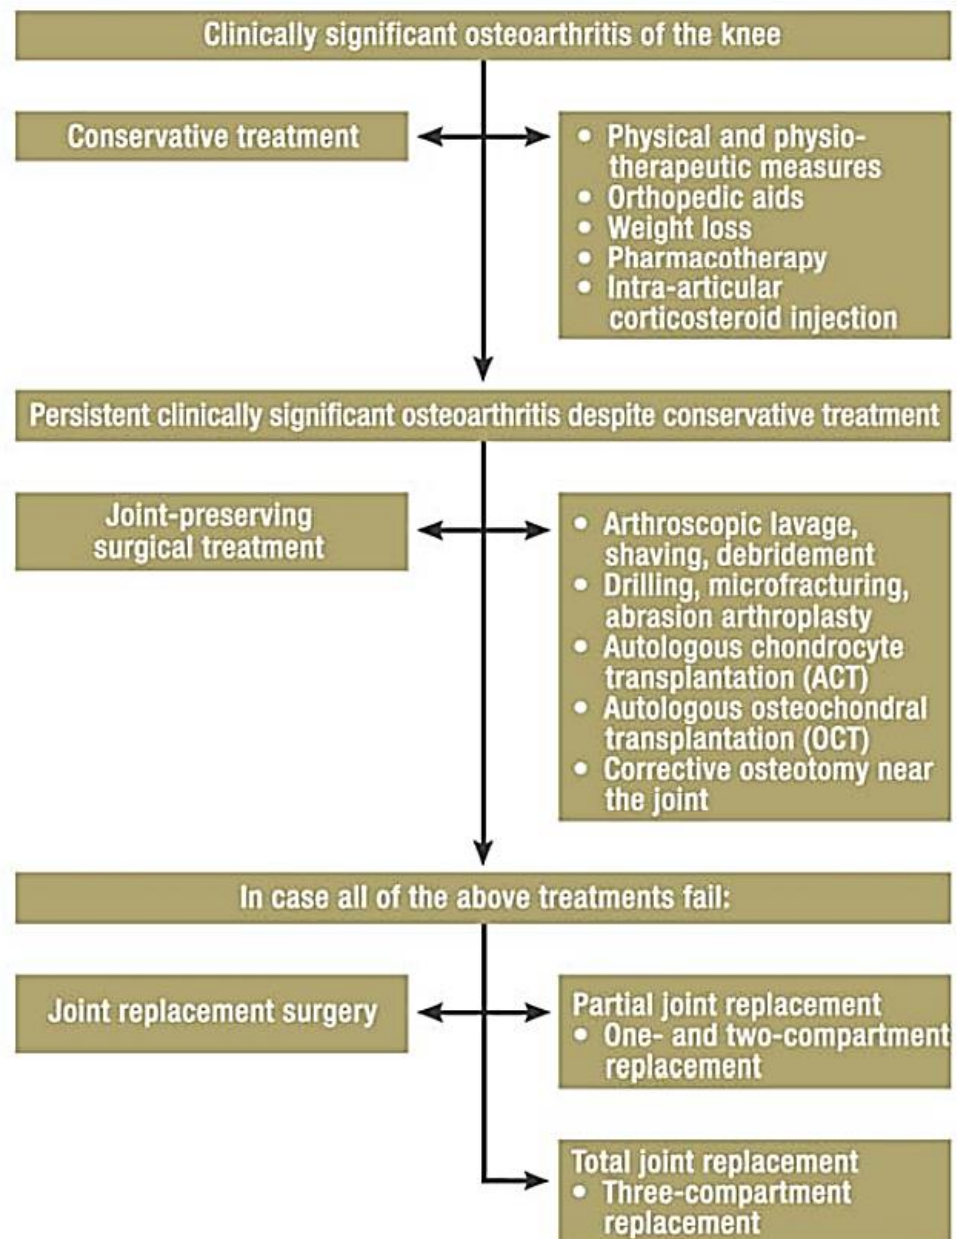 Clinically significant osteoarthritis of the knee
Conservative treatment
• Physical and physio-
therapeutic measures
• Orthopedic aids
• Weight loss
• Pharmacotherapy
• Intra-articular
corticosteroid injection
Persistent clinically significant osteoarthritis despite conservative treatment
Joint-preserving
surgical treatment
• Arthroscopic lavage,
shaving, debridement
• Drilling, microfracturing,
abrasion arthroplasty
• Autologous chondrocyte
transplantation (ACT)
• Autologous osteochondral
transplantation (OCT)
• Corrective osteotomy near
the joint
In case all of the above treatments fail:
Joint replacement surgery
Partial joint replacement
• One- and two-compartment
replacement
Total joint replacement
• Three-compartment
replacement